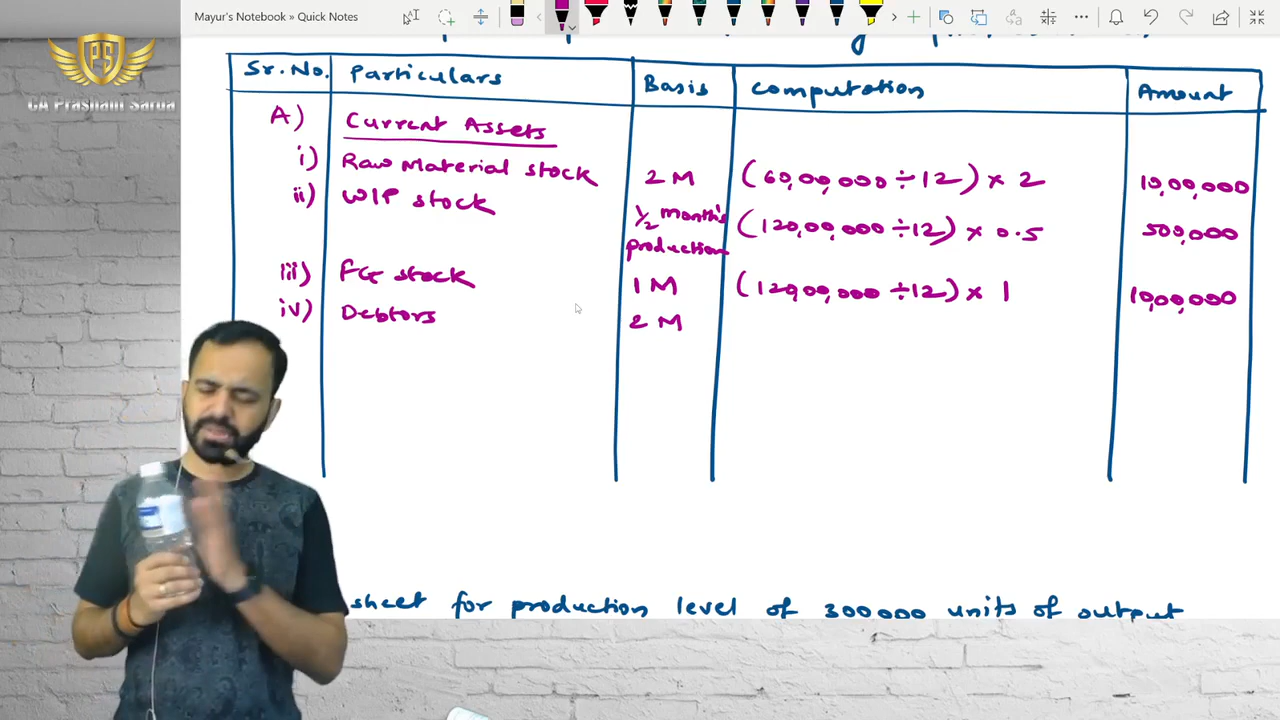 Mayur's Notebook » Quick Notes
PS
CA Prasham Sarda
Sr. No. Particulars Basis Computation Amount
A) Current Assets
i) Raw Material stock 2 M (60,00,000 ÷ 12) × 2 10,00,000
ii) WIP stock 1/2 month's production (120,00,000 ÷ 12) × 0.5 500,000
iii) FG stock 1 M (120,00,000 ÷ 12) × 1 10,00,000
iv) Debtors 2 M
sheet for production level of 300000 units of output